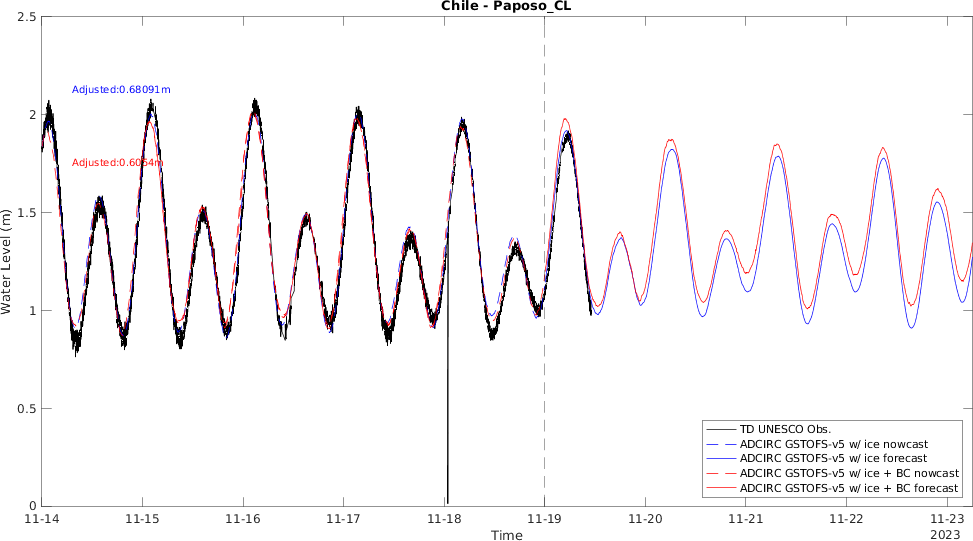 Chile - Paposo_CL
2.5
Adjusted:0.68091m
2
Adjusted:0.6054m
1.5
Water Level (m)
1
0.5
TD UNESCO Obs.
ADCIRC GSTOFS-v5 w/ ice nowcast
ADCIRC GSTOFS-v5 w/ ice forecast
ADCIRC GSTOFS-v5 w/ ice + BC nowcast
ADCIRC GSTOFS-v5 w/ ice + BC forecast
0
11-14 11-15 11-16 11-17 11-18 11-19 11-20 11-21 11-22 11-23
Time
2023